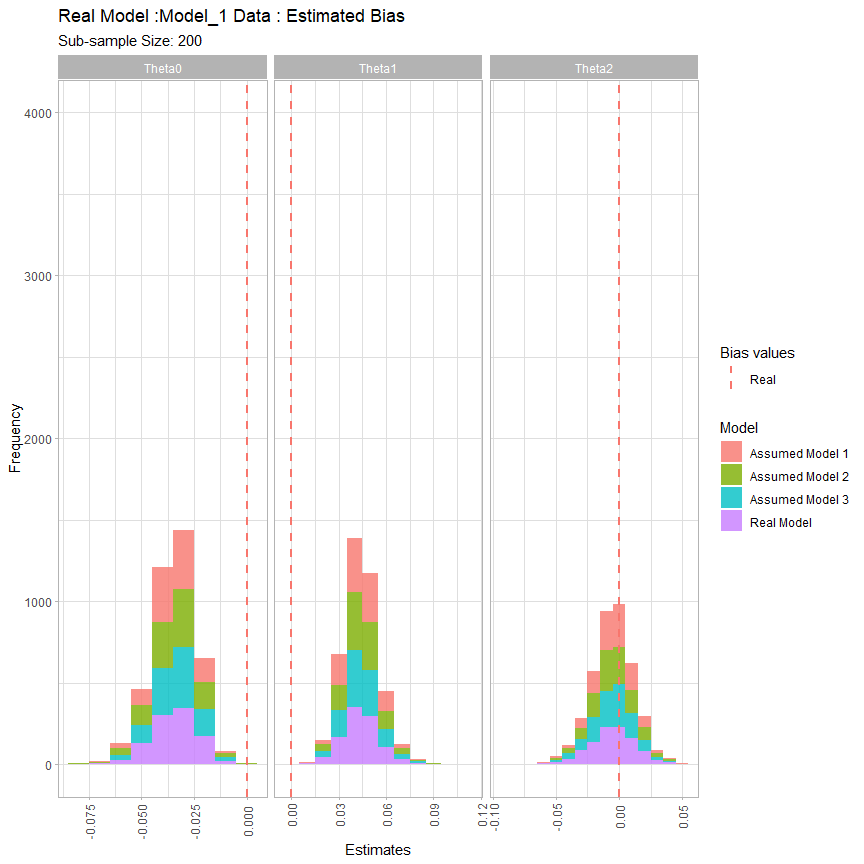 Real Model :Model_1 Data : Estimated Bias
Sub-sample Size: 200
Theta0 Theta1 Theta2
4000
3000
2000
1000
0
Frequency
-0.075 -0.050 -0.025 0.000 0.00 0.03 0.06 0.09 0.12 -0.10 -0.05 0.00 0.05
Estimates
Bias values
Real
Model
Assumed Model 1
Assumed Model 2
Assumed Model 3
Real Model